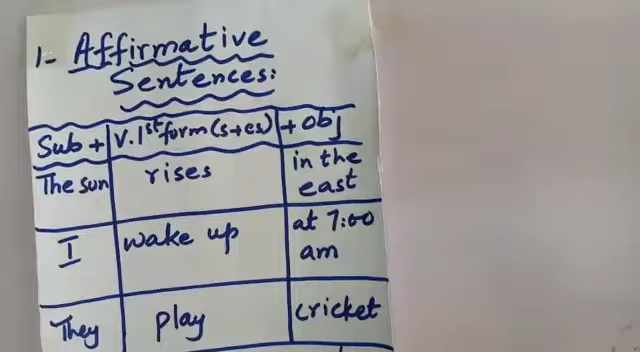 1- Affirmative
Sentences:
Sub + V. 1st form (s+es) + obj
The sun rises in the
east
I wake up at 7:00
am
They play cricket